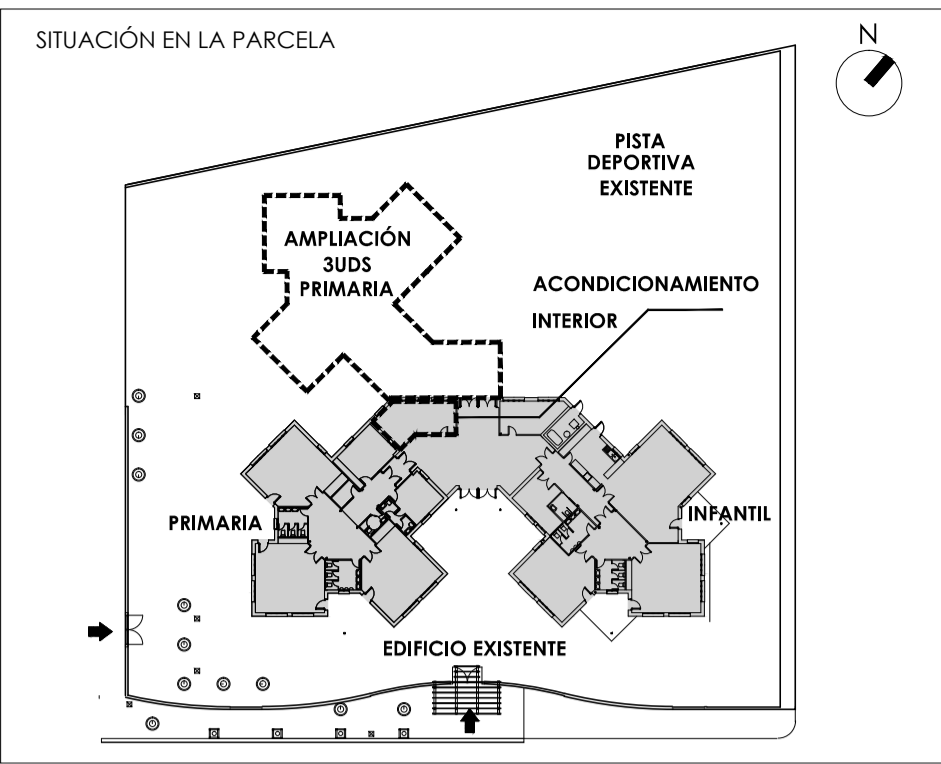 SITUACIÓN EN LA PARCELA
N
PISTA
DEPORTIVA
EXISTENTE
AMPLIACIÓN
3UDS
PRIMARIA
ACONDICIONAMIENTO
INTERIOR
PRIMARIA
INFANTIL
EDIFICIO EXISTENTE